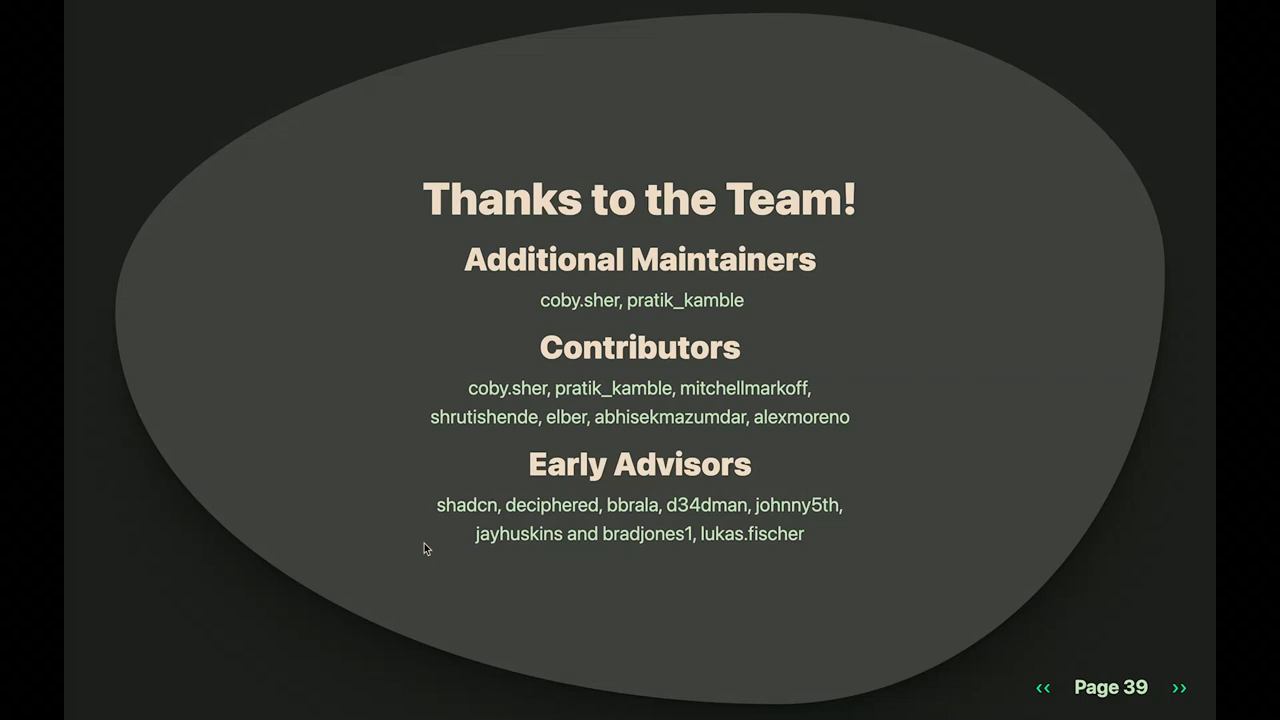 Thanks to the Team!
Additional Maintainers
coby.sher, pratik_kamble
Contributors
coby.sher, pratik_kamble, mitchellmarkoff,
shrutishende, elber, abhisekmazumdar, alexmoreno
Early Advisors
shadcn, deciphered, bbrala, d34dman, johnny5th,
jayhuskins and bradjones1, lukas.fischer
‹‹ Page 39 ››